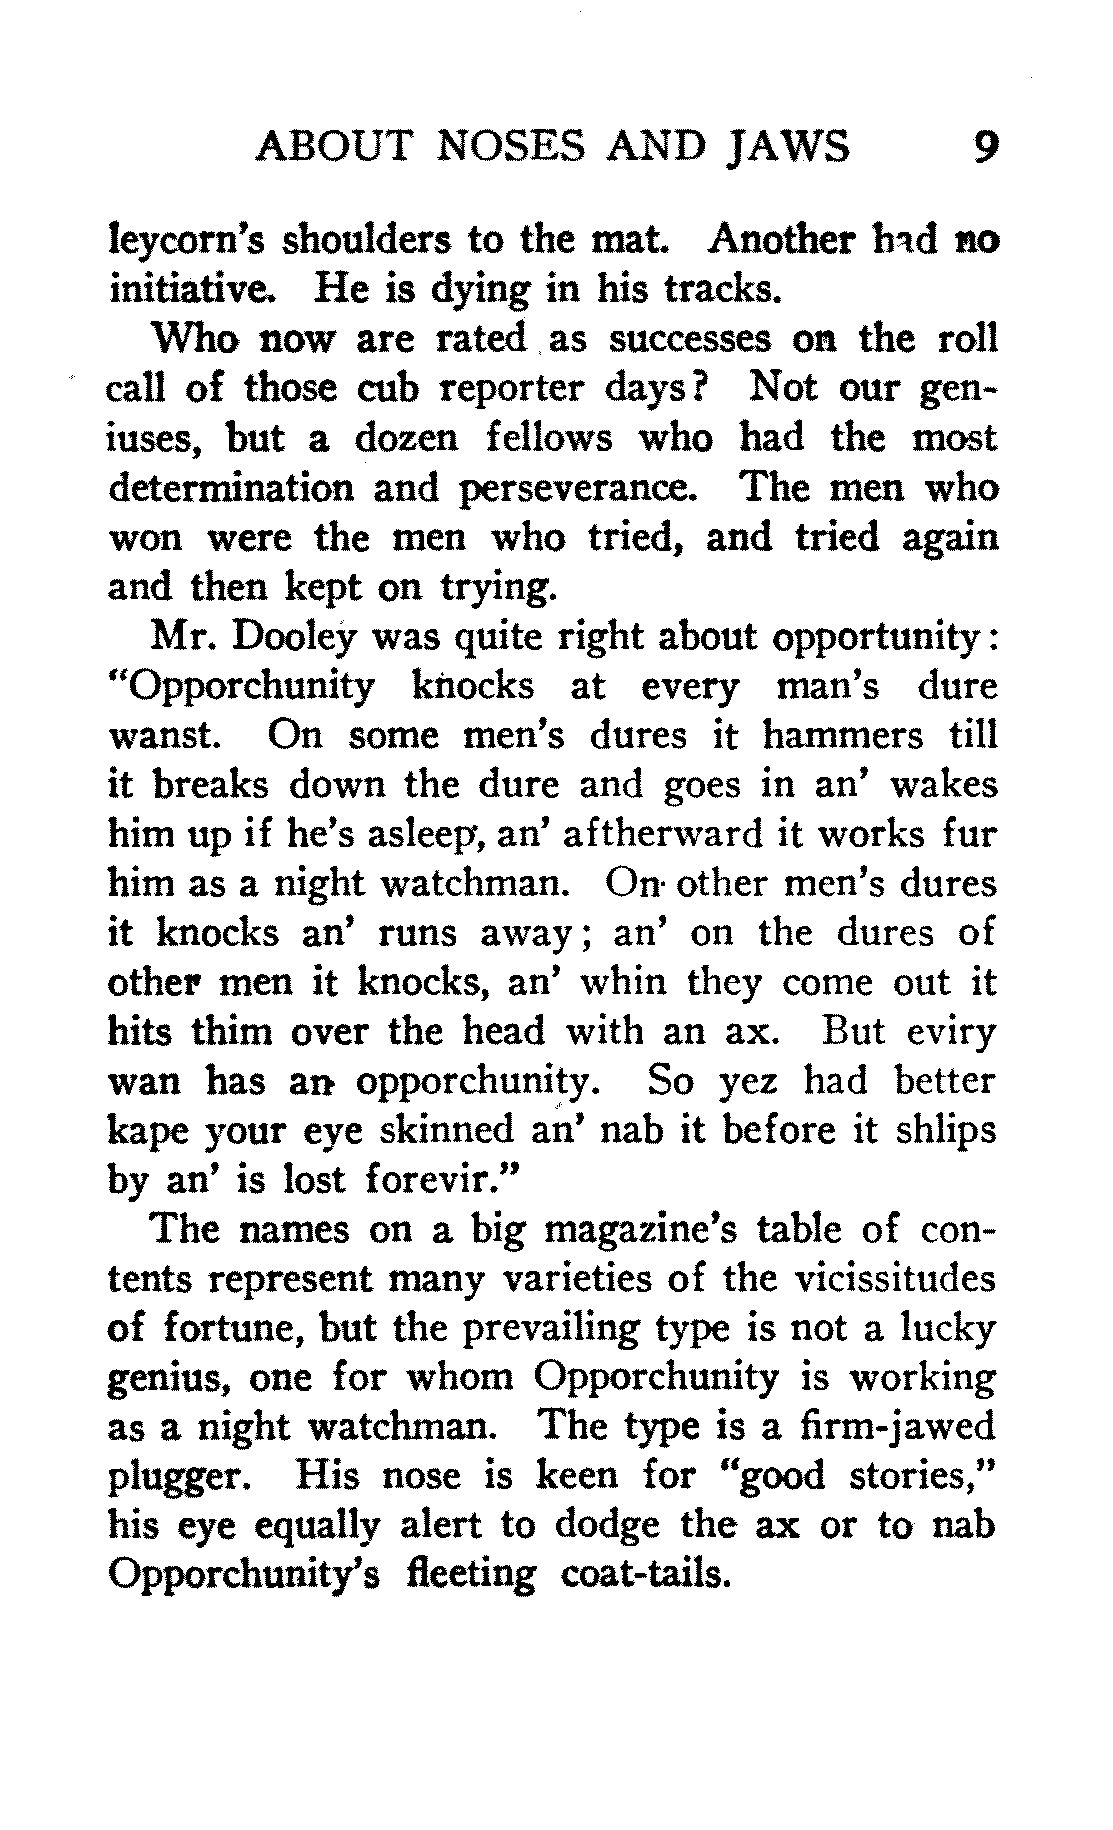 ABOUT NOSES AND JAWS 9
leycorn's shoulders to the mat. Another had no
initiative. He is dying in his tracks.
Who now are rated as successes on the roll
call of those cub reporter days? Not our gen-
iuses, but a dozen fellows who had the most
determination and perseverance. The men who
won were the men who tried, and tried again
and then kept on trying.
Mr. Dooley was quite right about opportunity:
"Opporchunity knocks at every man's dure
wanst. On some men's dures it hammers till
it breaks down the dure and goes in an' wakes
him up if he's asleep, an' aftherward it works fur
him as a night watchman. On other men's dures
it knocks an' runs away; an' on the dures of
other men it knocks, an' whin they come out it
hits thim over the head with an ax. But eviry
wan has an opporchunity. So yez had better
kape your eye skinned an' nab it before it shlips
by an' is lost forevir."
The names on a big magazine's table of con-
tents represent many varieties of the vicissitudes
of fortune, but the prevailing type is not a lucky
genius, one for whom Opporchunity is working
as a night watchman. The type is a firm-jawed
plugger. His nose is keen for "good stories,"
his eye equally alert to dodge the ax or to nab
Opporchunity's fleeting coat-tails.